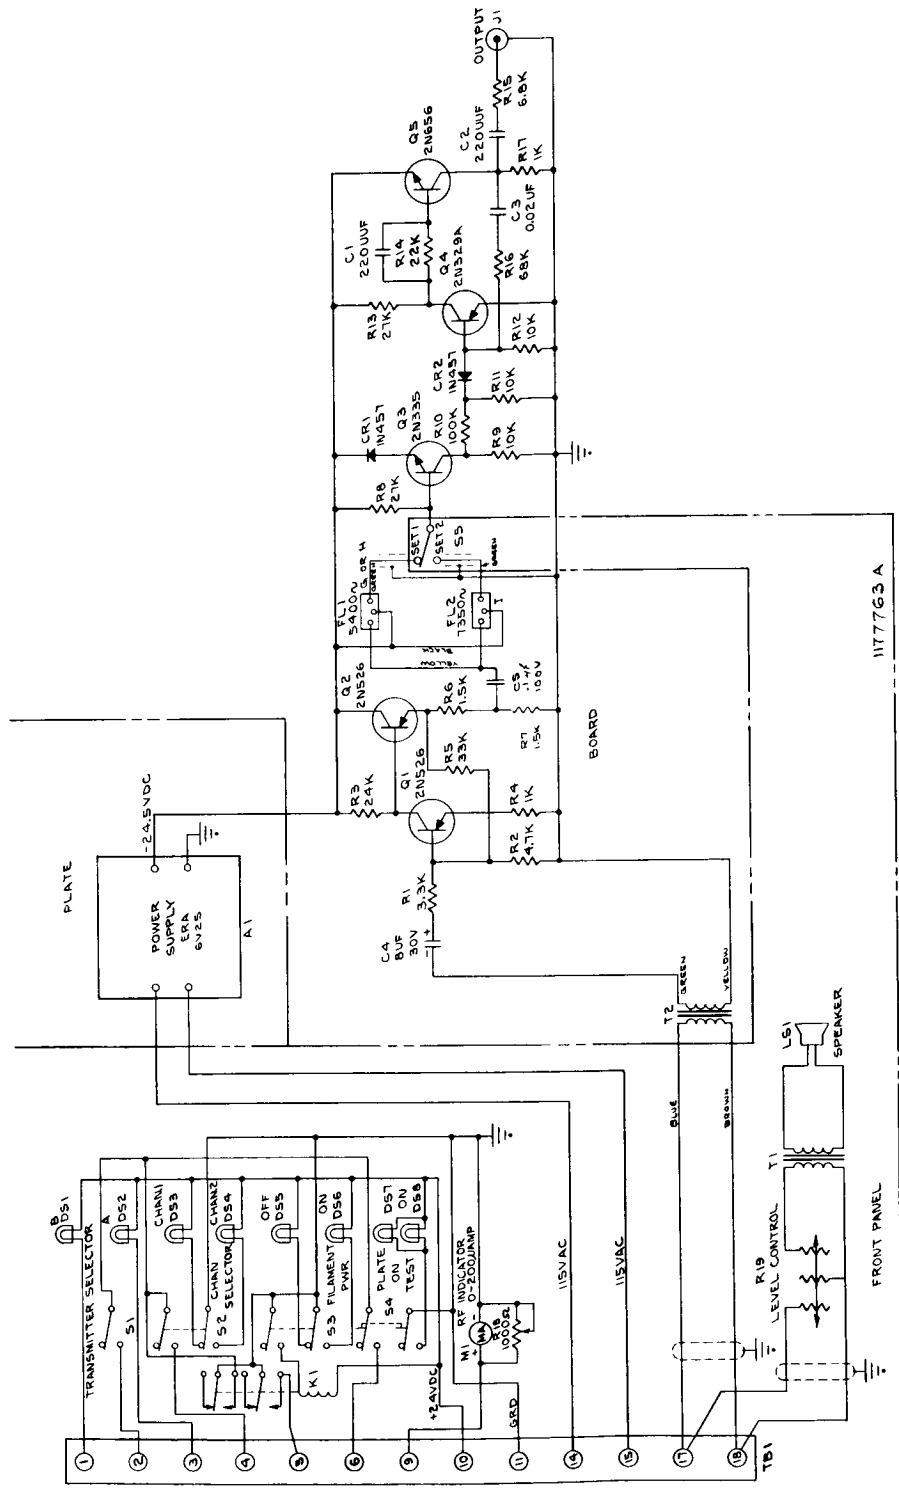 PLATE
-24.5VDC
POWER
SUPPLY
ERA
6V25
A1
OUTPUT
J1
R15
6.8K
C2
220UUF
R17
1K
Q5
2N656
C3
0.02UF
C1
220UUF
R14
22K
R16
68K
Q4
2N329A
R13
27K
R12
10K
CR2
1N457
R11
10K
CR1
1N457
Q3
2N335
R10
100K
R9
10K
R8
27K
SET1
SET2
S5
GREEN
G OR H
GREEN
FL1
5400~
FL2
7350~
I
BLACK
YELLOW
Q2
2N526
R6
1.5K
C5
100V
R7
1.5K
R5
33K
Q1
2N526
R3
24K
R4
1K
R2
4.7K
R1
3.3K
C4
8UF
30V
- +
BOARD
1177763A
GREEN
YELLOW
T2
BLUE
BROWN
LS1
SPEAKER
T1
R19
LEVEL CONTROL
FRONT PANEL
B
DS1
TRANSMITTER SELECTOR
A
DS2
S1
CHAN1
DS3
CHAN2
DS4
CHAN
SELECTOR
S2
OFF
DS5
ON
DS6
S3 FILAMENT
PWR
PLATE
ON
DS7
ON
DS8
TEST
S4
K1
RF INDICATOR
0-200UAMP
M1
MA
+ -
R18
1000Ω
+24VDC
GRD
115VAC
115VAC
1
2
3
4
5
6
9
10
11
14
15
17
18
TB1